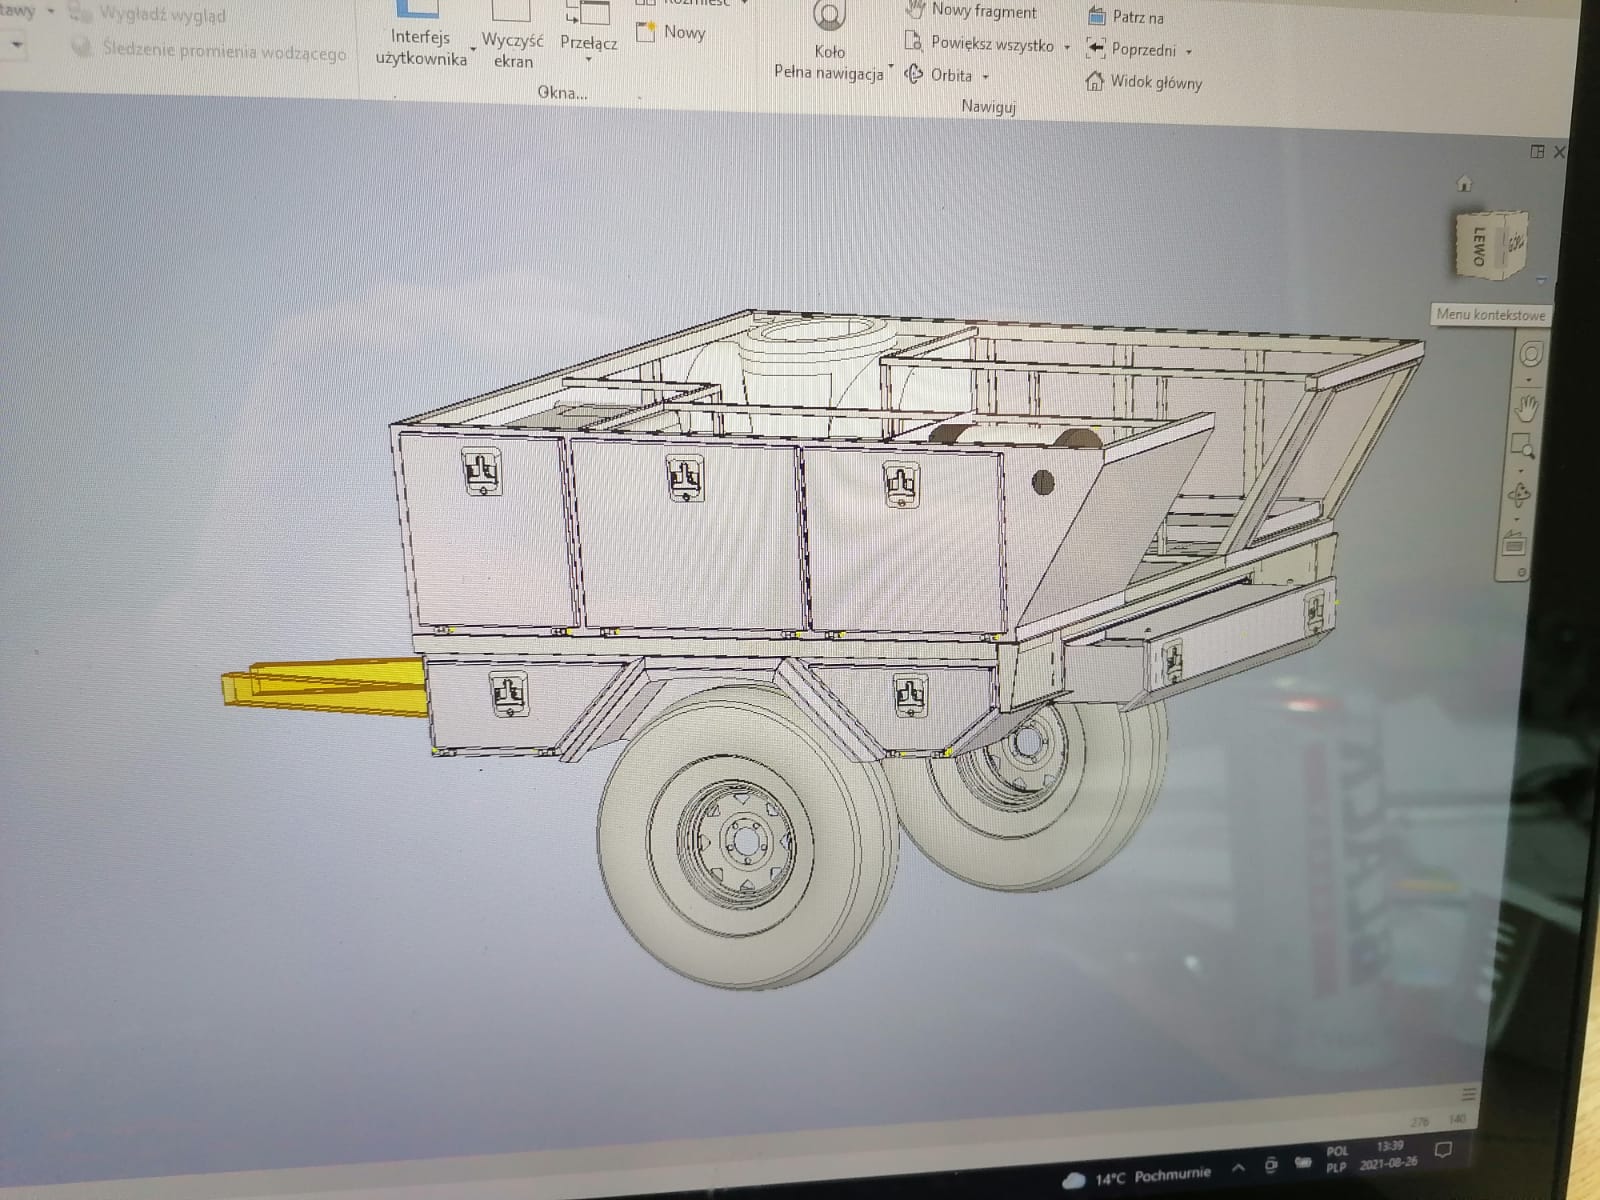 Wygładź wygląd
Śledzenie promienia wodzącego
Interfejs
użytkownika
Wyczyść
ekran
Przełącz
Nowy
Okna...
Koło
Pełna nawigacja
Nowy fragment
Powiększ wszystko
Orbita
Patrz na
Poprzedni
Widok główny
Nawiguj
LEWO
GÓRA
Menu kontekstowe
276 140
14°C Pochmurnie
POL
PLP
13:39
2021-08-26